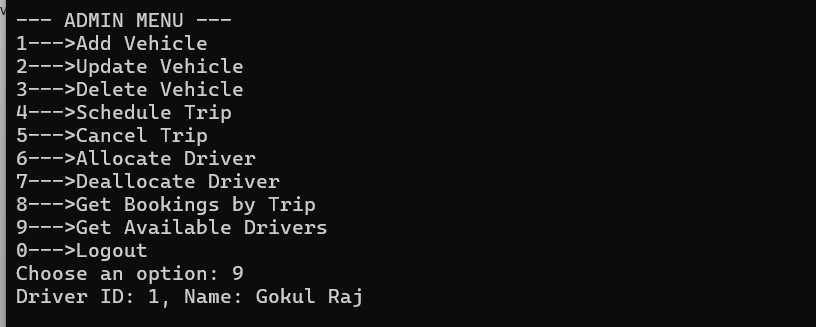 --- ADMIN MENU ---
1--->Add Vehicle
2--->Update Vehicle
3--->Delete Vehicle
4--->Schedule Trip
5--->Cancel Trip
6--->Allocate Driver
7--->Deallocate Driver
8--->Get Bookings by Trip
9--->Get Available Drivers
0--->Logout
Choose an option: 9
Driver ID: 1, Name: Gokul Raj